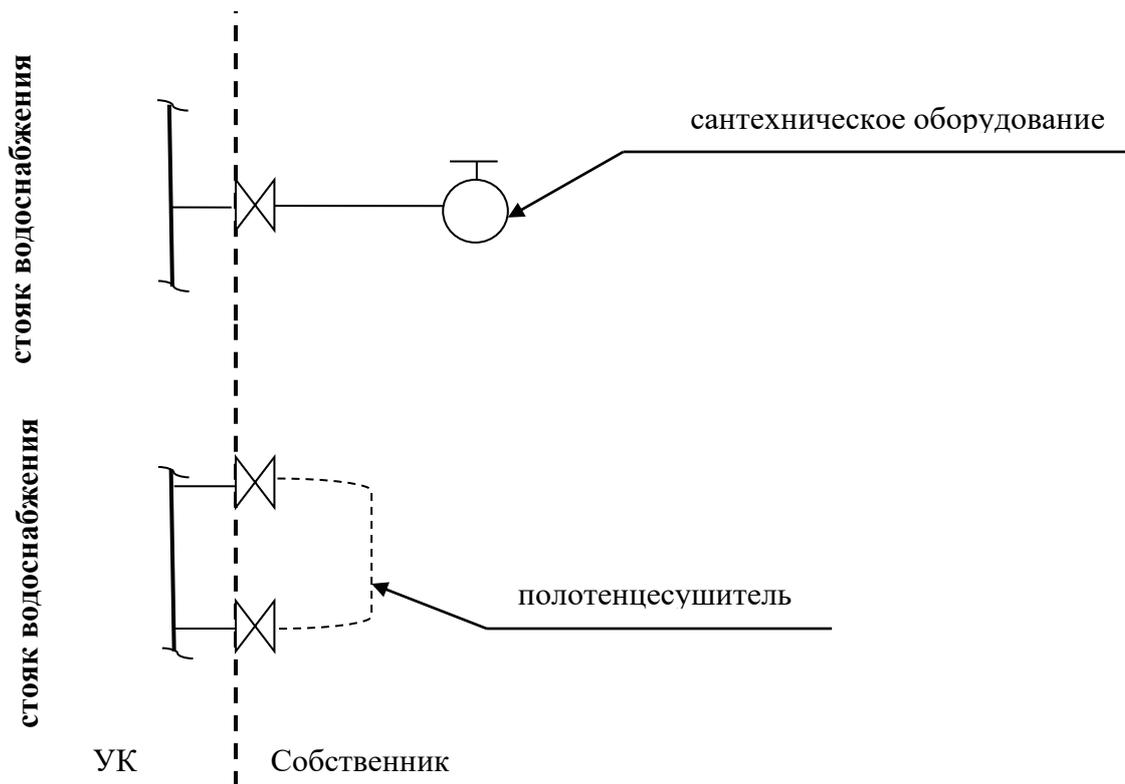 стояк водоснабжения
сантехническое оборудование
стояк водоснабжения
полотенцесушитель
УК
Собственник